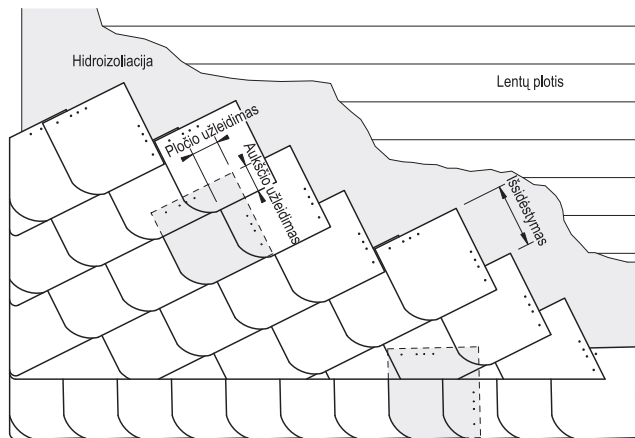 Hidroizoliacija
Lentų plotis
Pločio užleidimas
Aukščio užleidimas
Išsidėstymas